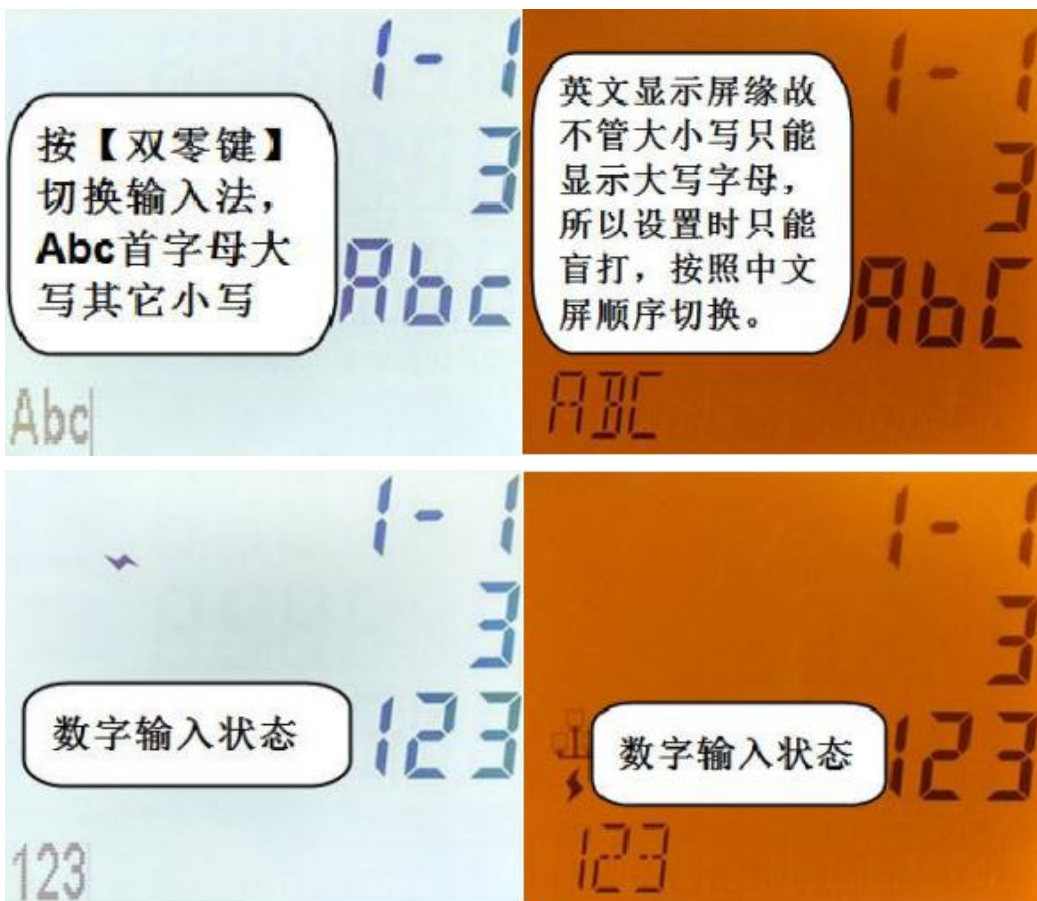 1-1
按【双零键】
切换输入法，
Abc首字母大
写其它小写
3
Abc
Abc
1-1
英文显示屏缘故
不管大小写只能
显示大写字母，
所以设置时只能
盲打，按照中文
屏顺序切换。
3
AbC
ABC
1-1
3
数字输入状态
123
123
1-1
3
数字输入状态
123
123